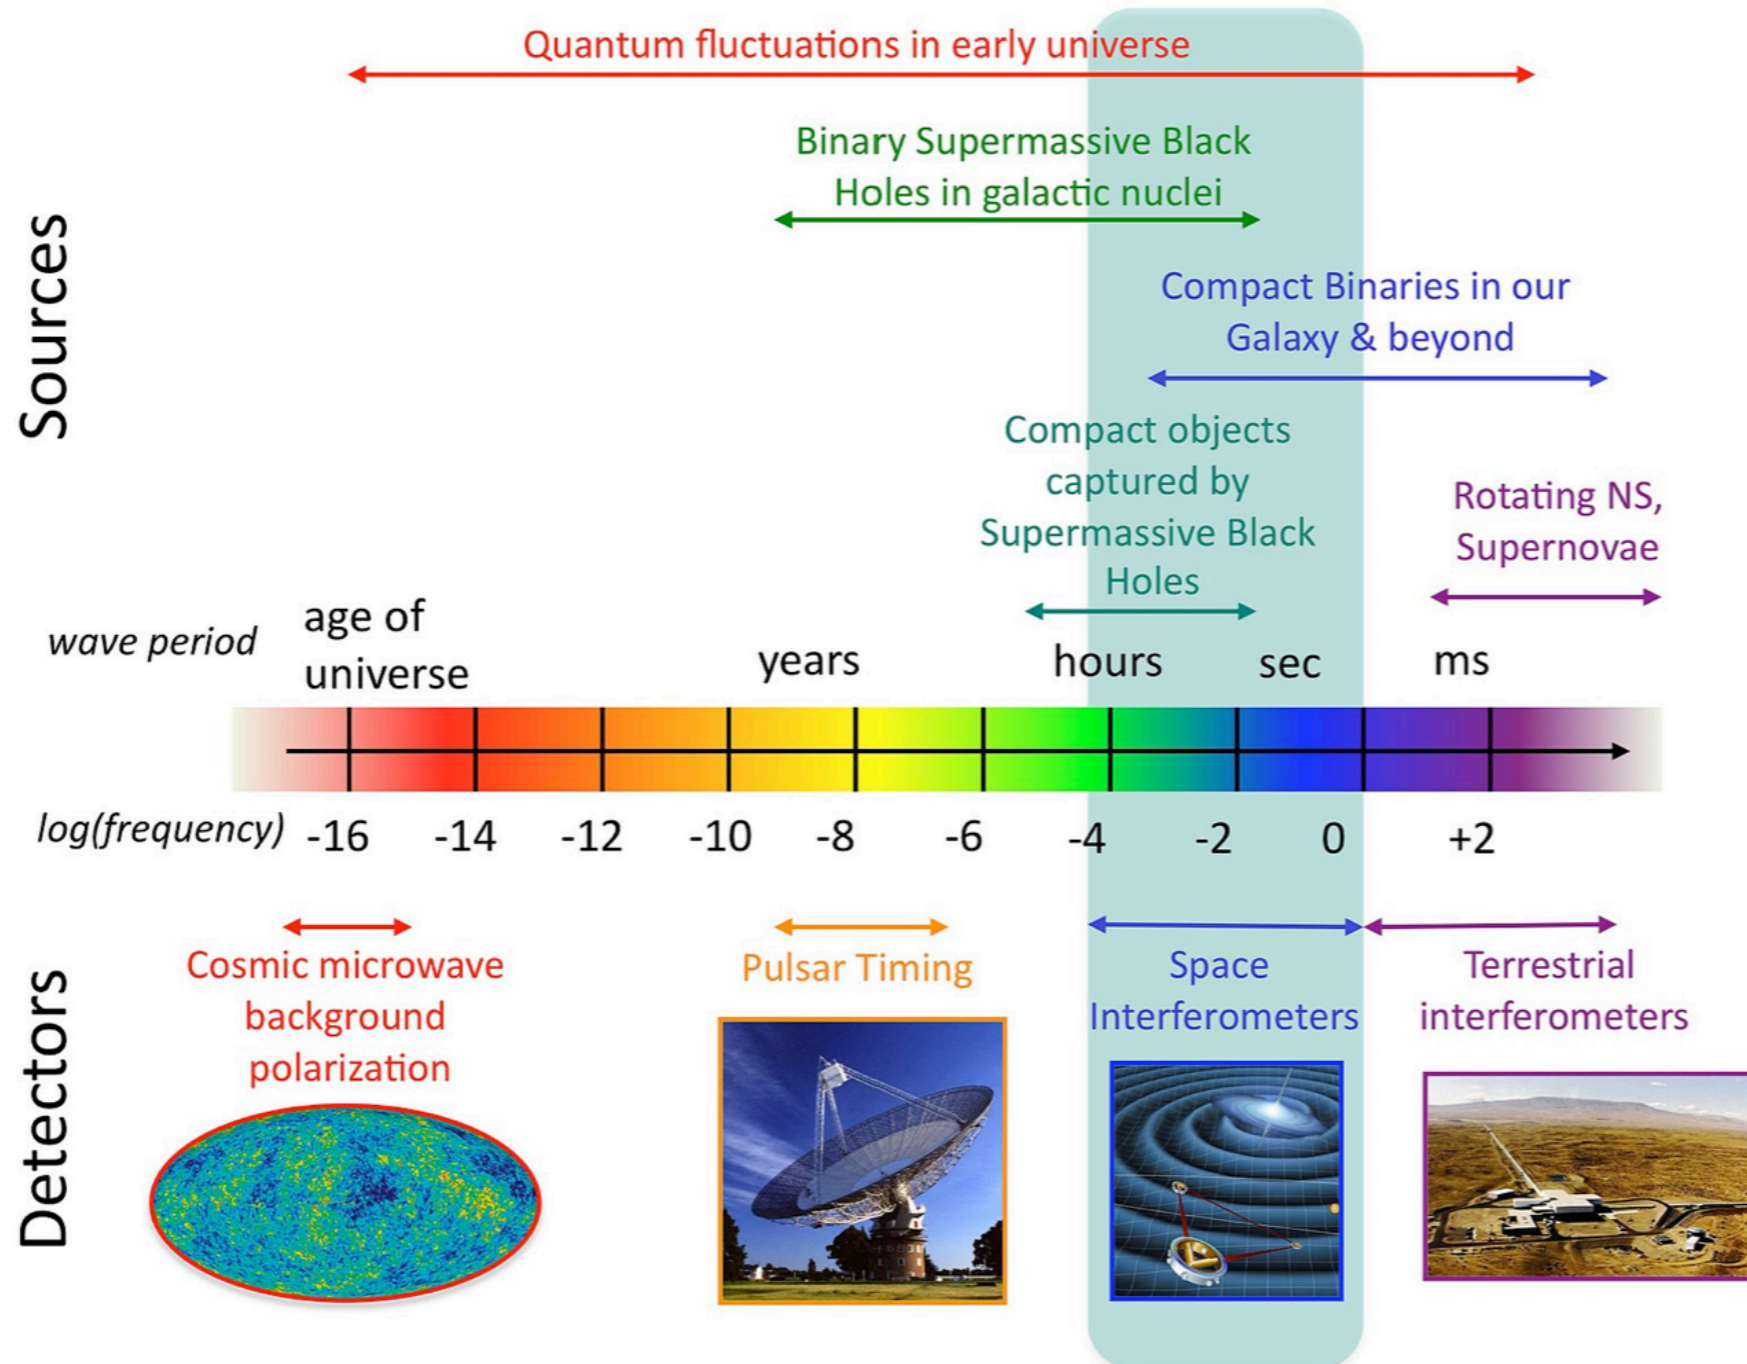 Quantum fluctuations in early universe
Binary Supermassive Black
Holes in galactic nuclei
Compact Binaries in our
Galaxy & beyond
Compact objects
captured by
Supermassive Black
Holes
Rotating NS,
Supernovae
Sources
wave period
age of
universe
years
hours
sec
ms
log(frequency) -16 -14 -12 -10 -8 -6 -4 -2 0 +2
Detectors
Cosmic microwave
background
polarization
Pulsar Timing
Space
Interferometers
Terrestrial
interferometers